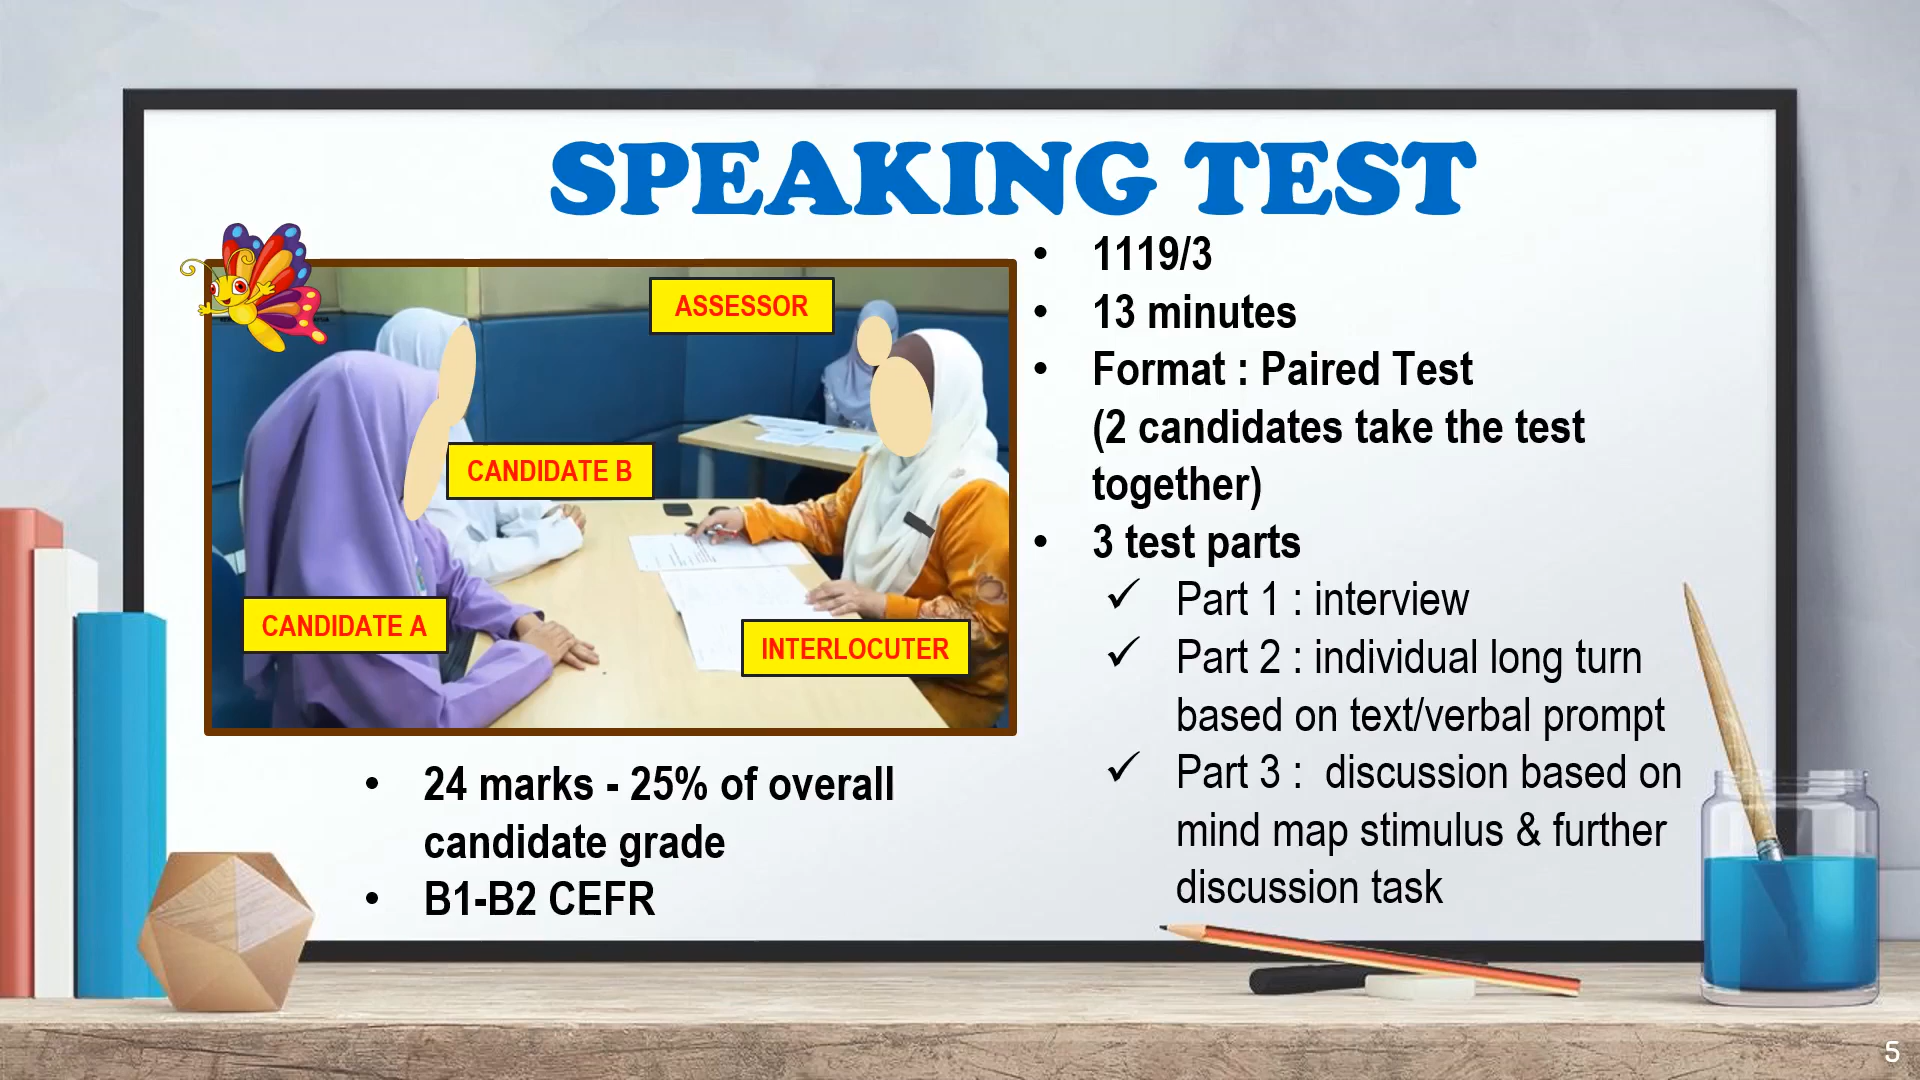 SPEAKING TEST
ASSESSOR
CANDIDATE B
CANDIDATE A
INTERLOCUTER
• 24 marks - 25% of overall
candidate grade
• B1-B2 CEFR
• 1119/3
• 13 minutes
• Format : Paired Test
(2 candidates take the test
together)
• 3 test parts
✓ Part 1 : interview
✓ Part 2 : individual long turn
based on text/verbal prompt
✓ Part 3 : discussion based on
mind map stimulus & further
discussion task
5